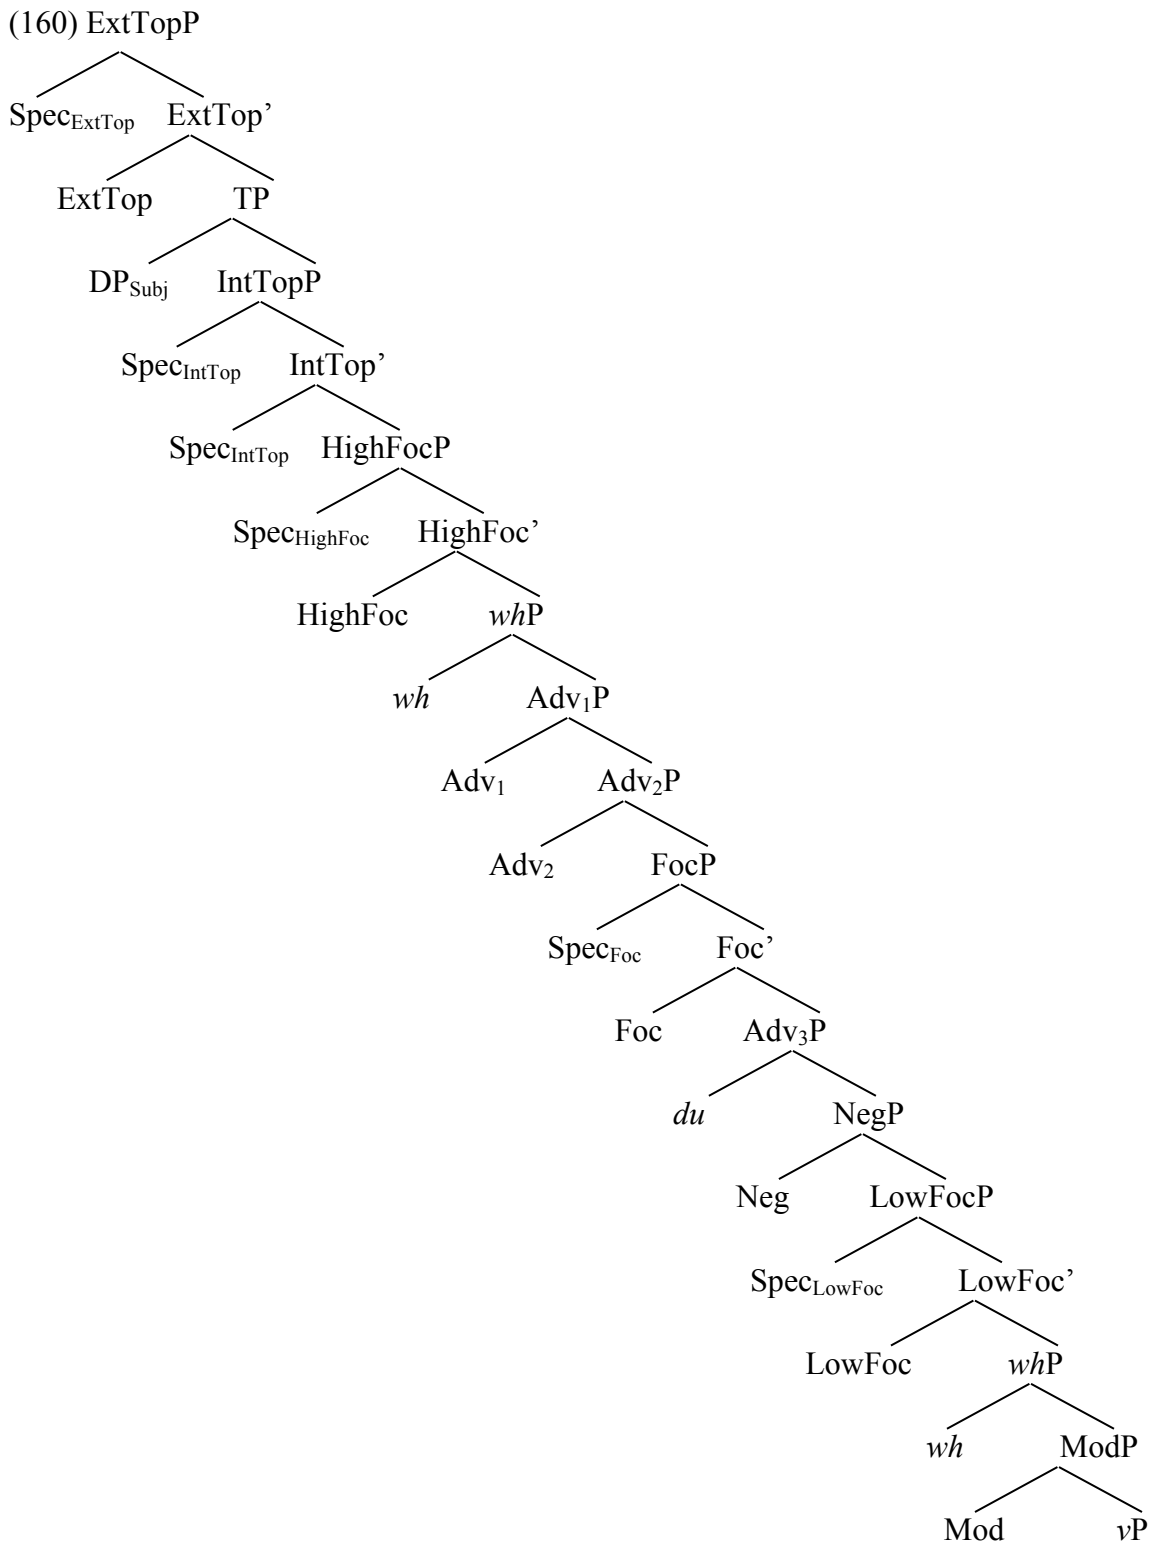 (160) ExtTopP
SpecExtTop ExtTop’
ExtTop TP
DPSubj IntTopP
SpecIntTop IntTop’
SpecIntTop HighFocP
SpecHighFoc HighFoc’
HighFoc whP
wh Adv1P
Adv1 Adv2P
Adv2 FocP
SpecFoc Foc’
Foc Adv3P
du NegP
Neg LowFocP
SpecLowFoc LowFoc’
LowFoc whP
wh ModP
Mod vP